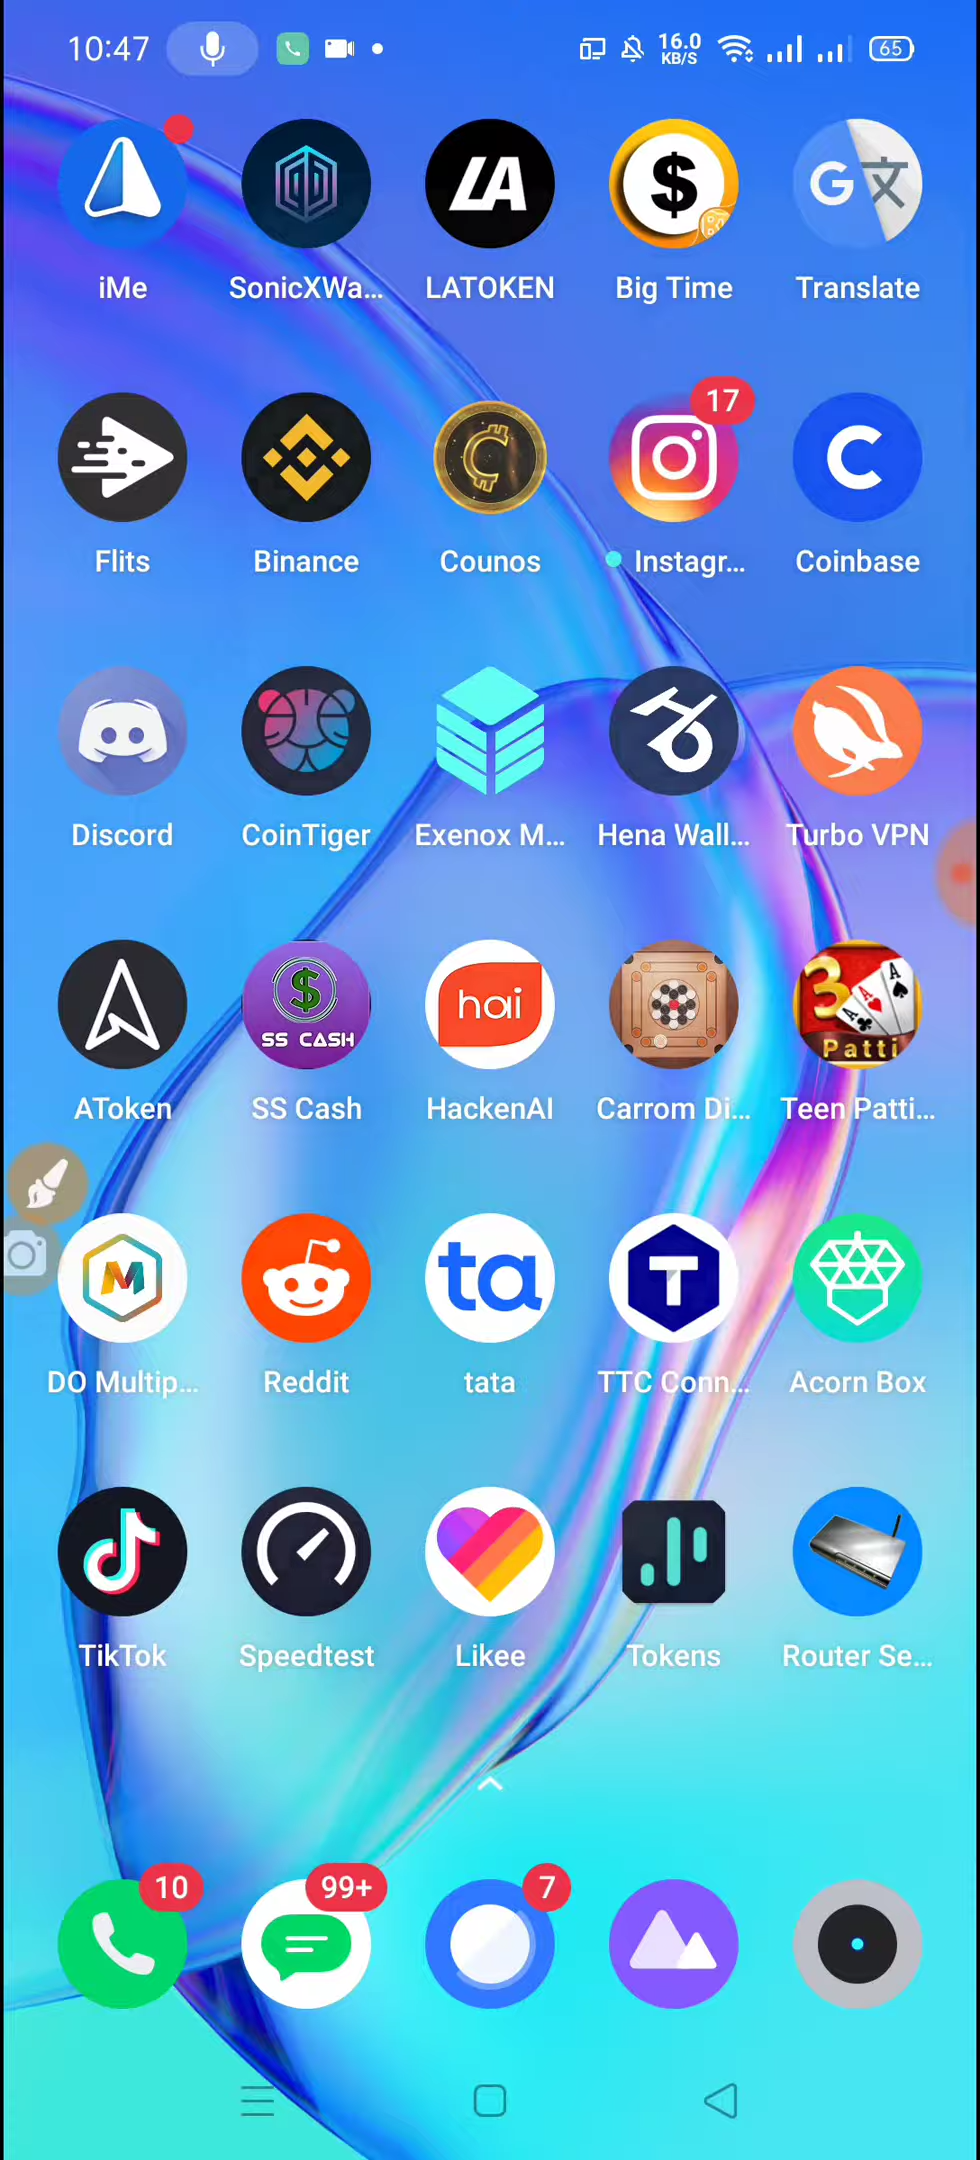 10:47 16.0 KB/S 65
iMe SonicXWa... LATOKEN Big Time Translate
17
Flits Binance Counos Instagr... Coinbase
Discord CoinTiger Exenox M... Hena Wall... Turbo VPN
SS CASH hai 3 A A A Patti
AToken SS Cash HackenAI Carrom Di... Teen Patti...
M ta T
DO Multip... Reddit tata TTC Conn... Acorn Box
TikTok Speedtest Likee Tokens Router Se...
10 99+ 7